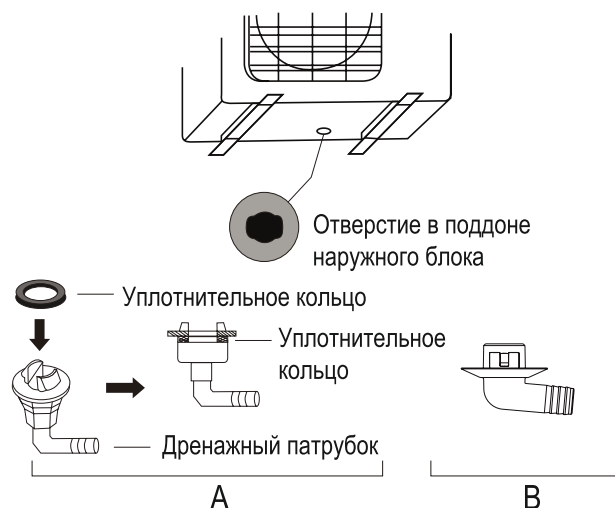 Отверстие в поддоне
наружного блока
Уплотнительное кольцо
Уплотнительное
кольцо
Дренажный патрубок
A
B